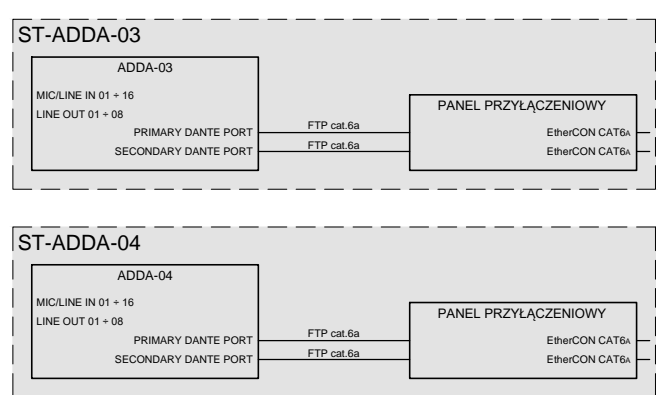 ST-ADDA-03
ADDA-03
MIC/LINE IN 01 ÷ 16
LINE OUT 01 ÷ 08
PRIMARY DANTE PORT
SECONDARY DANTE PORT
FTP cat.6a
FTP cat.6a
PANEL PRZYŁĄCZENIOWY
EtherCON CAT6A
EtherCON CAT6A
ST-ADDA-04
ADDA-04
MIC/LINE IN 01 ÷ 16
LINE OUT 01 ÷ 08
PRIMARY DANTE PORT
SECONDARY DANTE PORT
FTP cat.6a
FTP cat.6a
PANEL PRZYŁĄCZENIOWY
EtherCON CAT6A
EtherCON CAT6A